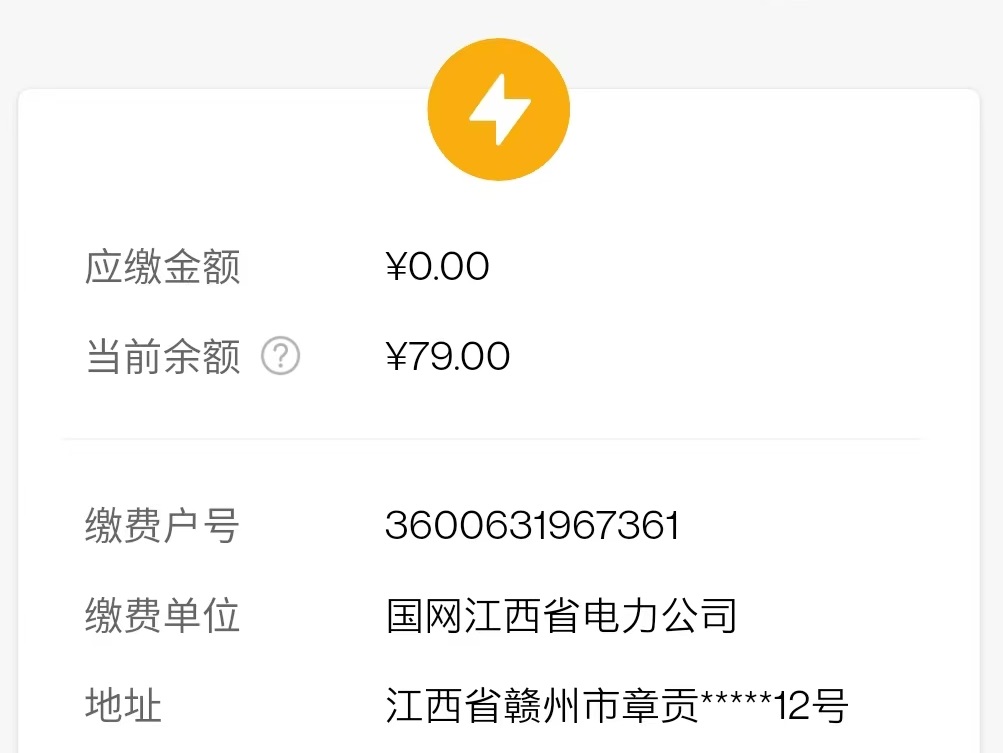 应缴金额 ¥0.00
当前余额 ? ¥79.00
缴费户号 3600631967361
缴费单位 国网江西省电力公司
地址 江西省赣州市章贡*****12号